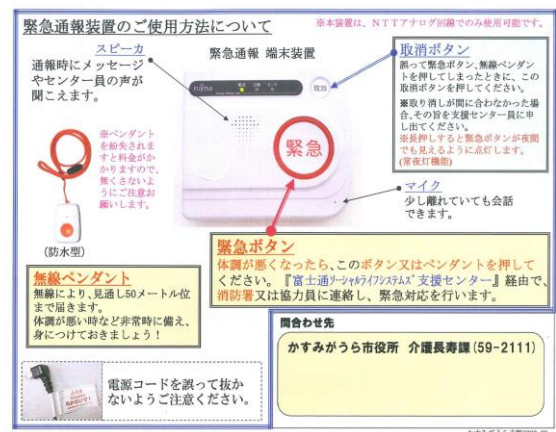 緊急通報装置のご使用方法について
※本装置は、NTTアナログ回線でのみ使用可能です。
スピーカ
通報時にメッセージ
やセンター員の声が
聞こえます。
緊急通報 端末装置
FUJITSU
取消
緊急
取消ボタン
誤って緊急ボタン、無線ペンダン
トを押してしまったときに、この
取消ボタンを押してください。
※取り消しが間に合わなかった場
合、その旨を支援センター員に申
し出てください。
※長押しすると緊急ボタンが夜間
でも見えるように点灯します。
(常夜灯機能)
※ペンダント
を紛失されま
すと料金がか
かりますので、
無くさないよ
うにご注意お
願いします。
(防水型)
マイク
少し離れていても会話
できます。
無線ペンダント
無線により、見通し50メートル位
まで届きます。
体調が悪い時など非常時に備え、
身につけておきましょう!
緊急ボタン
体調が悪くなったら、このボタン又はペンダントを押して
ください。『富士通ソーシャルライフシステムズ 支援センター』経由で、
消防署又は協力員に連絡し、緊急対応を行います。
電源コードを誤って抜か
ないようご注意ください。
問合わせ先
かすみがうら市役所 介護長寿課(59-2111)